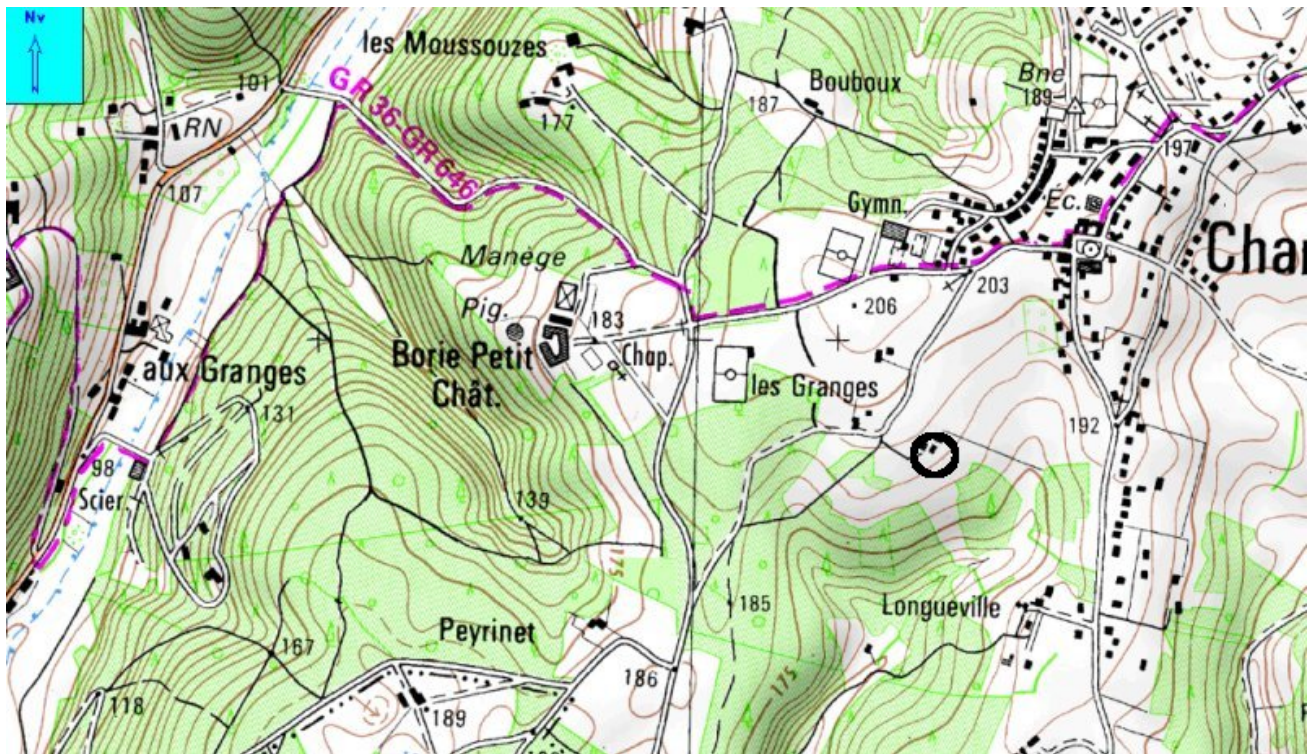 Nv
les Moussouzes
Bouboux
Bne
187
189
101
RN
177
GR 36-GR 646
197
107
Gymn.
Éc.
Manège
Chan
203
206
Pig.
183
Borie Petit
Chât.
Chap.
aux Granges
les Granges
131
192
98
Scier.
139
175
185
Longueville
Peyrinet
167
186
175
118
189